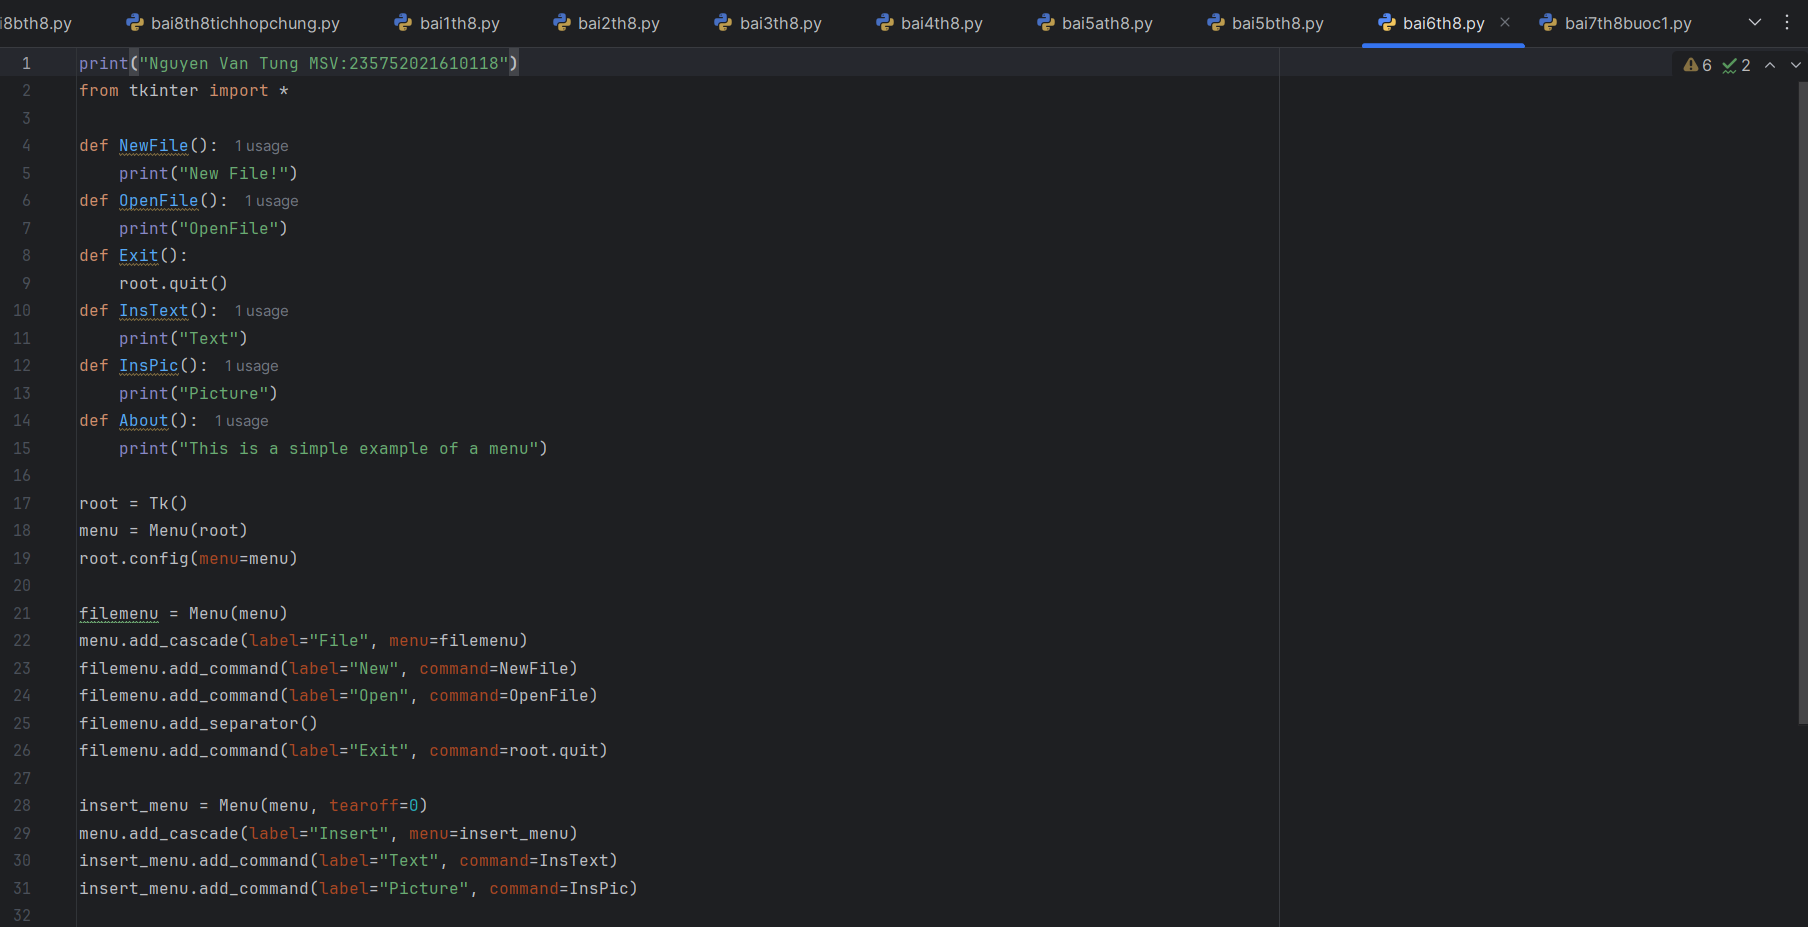 i8bth8.py bai8th8tichhopchung.py bai1th8.py bai2th8.py bai3th8.py bai4th8.py bai5ath8.py bai5bth8.py bai6th8.py bai7th8buoc1.py
1 print("Nguyen Van Tung MSV:235752021610118") 6 2
2 from tkinter import *
3
4 def NewFile(): 1 usage
5     print("New File!")
6 def OpenFile(): 1 usage
7     print("OpenFile")
8 def Exit():
9     root.quit()
10 def InsText(): 1 usage
11     print("Text")
12 def InsPic(): 1 usage
13     print("Picture")
14 def About(): 1 usage
15     print("This is a simple example of a menu")
16
17 root = Tk()
18 menu = Menu(root)
19 root.config(menu=menu)
20
21 filemenu = Menu(menu)
22 menu.add_cascade(label="File", menu=filemenu)
23 filemenu.add_command(label="New", command=NewFile)
24 filemenu.add_command(label="Open", command=OpenFile)
25 filemenu.add_separator()
26 filemenu.add_command(label="Exit", command=root.quit)
27
28 insert_menu = Menu(menu, tearoff=0)
29 menu.add_cascade(label="Insert", menu=insert_menu)
30 insert_menu.add_command(label="Text", command=InsText)
31 insert_menu.add_command(label="Picture", command=InsPic)
32